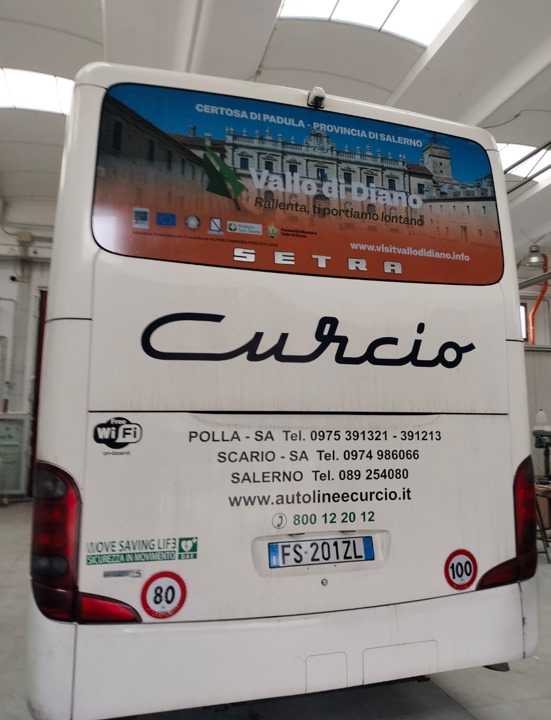 CERTOSA DI PADULA - PROVINCIA DI SALERNO
Vallo di Diano
Rallenta, ti portiamo lontano
www.visitvallodidiano.info
SETRA
Curcio
Free
WiFi
on-board
POLLA - SA Tel. 0975 391321 - 391213
SCARIO - SA Tel. 0974 986066
SALERNO Tel. 089 254080
www.autolineecurcio.it
800 12 20 12
MOVE SAVING LIFE
SICUREZZA IN MOVIMENTO
DAE
FS 201ZL
80
100